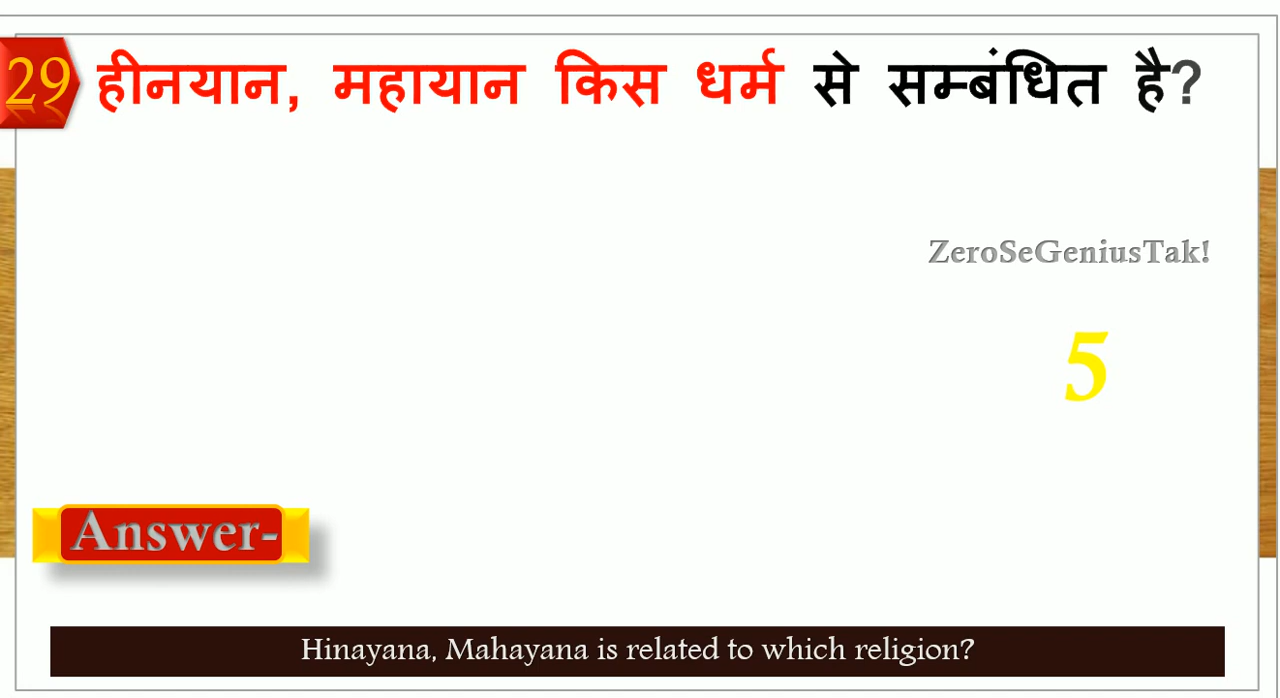 29 हीनयान, महायान किस धर्म से सम्बंधित है?
ZeroSeGeniusTak!
5
Answer-
Hinayana, Mahayana is related to which religion?